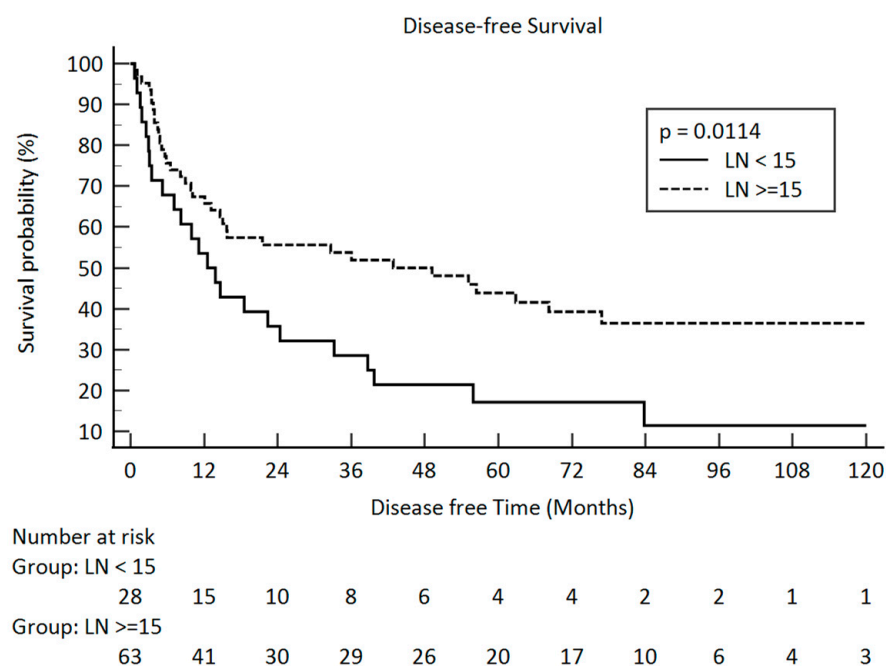 Disease-free Survival
100
90
80
70
60
50
40
30
20
10
Survival probability (%)
p = 0.0114
LN < 15
LN >=15
0 12 24 36 48 60 72 84 96 108 120
Disease free Time (Months)
Number at risk
Group: LN < 15
28 15 10 8 6 4 4 2 2 1 1
Group: LN >=15
63 41 30 29 26 20 17 10 6 4 3